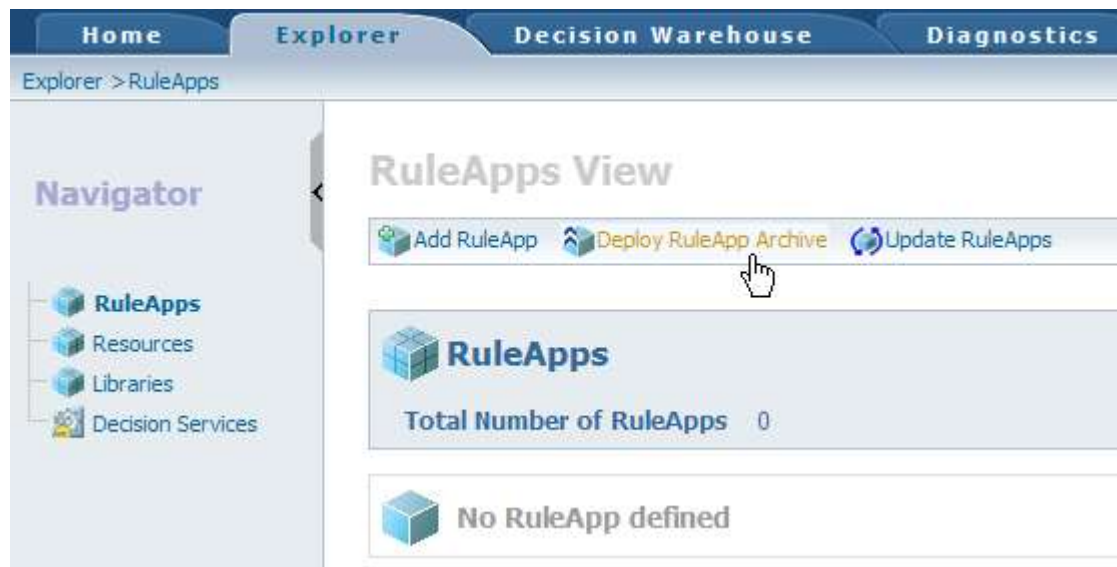 Home Explorer Decision Warehouse Diagnostics
Explorer >RuleApps
Navigator
RuleApps
Resources
Libraries
Decision Services
RuleApps View
Add RuleApp Deploy RuleApp Archive Update RuleApps
RuleApps
Total Number of RuleApps 0
No RuleApp defined